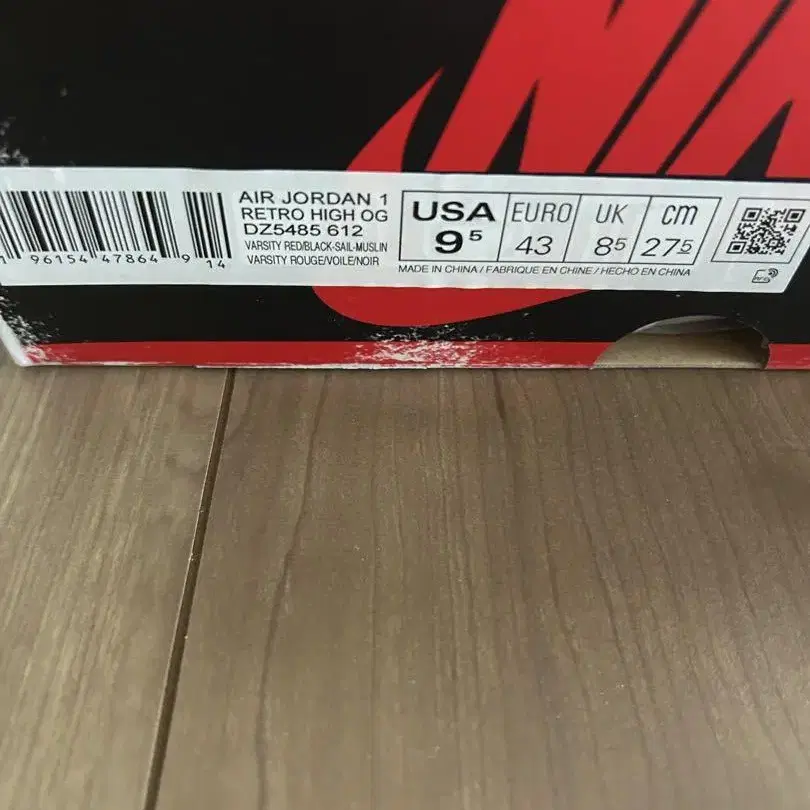 NIK
AIR JORDAN 1
RETRO HIGH OG
DZ5485 612
VARSITY RED/BLACK-SAIL-MUSLIN
VARSITY ROUGE/VOILE/NOIR
1 96154 47864 9 14
USA
9 5
EURO
43
UK
8 5
cm
27 5
MADE IN CHINA / FABRIQUE EN CHINE / HECHO EN CHINA